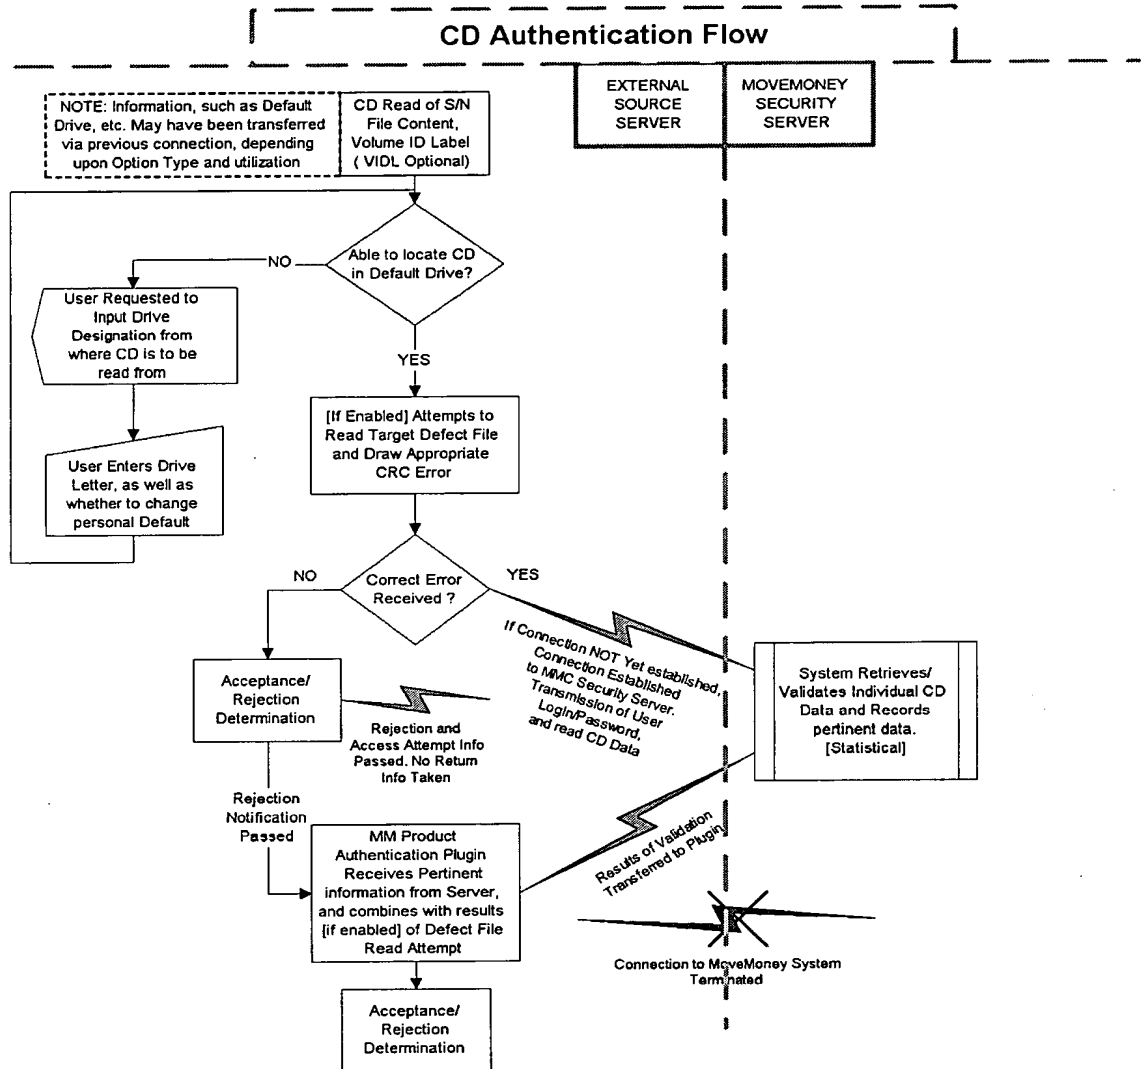 CD Authentication Flow
EXTERNAL
SOURCE
SERVER
MOVEMONEY
SECURITY
SERVER
NOTE: Information, such as Default
Drive, etc. May have been transferred
via previous connection, depending
upon Option Type and utilization
CD Read of S/N
File Content,
Volume ID Label
( VIDL Optional)
Able to locate CD
in Default Drive?
NO
User Requested to
Input Drive
Designation from
where CD is to be
read from
YES
User Enters Drive
Letter, as well as
whether to change
personal Default
[If Enabled] Attempts to
Read Target Defect File
and Draw Appropriate
CRC Error
Correct Error
Received ?
NO
YES
If Connection NOT Yet established,
Connection Established
to MMC Security Server.
Transmission of User
Login/Password,
and read CD Data
System Retrieves/
Validates Individual CD
Data and Records
pertinent data.
[Statistical]
Acceptance/
Rejection
Determination
Rejection and
Access Attempt Info
Passed. No Return
Info Taken
Rejection
Notification
Passed
MM Product
Authentication Plugin
Receives Pertinent
information from Server,
and combines with results
[if enabled] of Defect File
Read Attempt
Results of Validation
Transferred to Plugin
Connection to MoveMoney System
Terminated
Acceptance/
Rejection
Determination